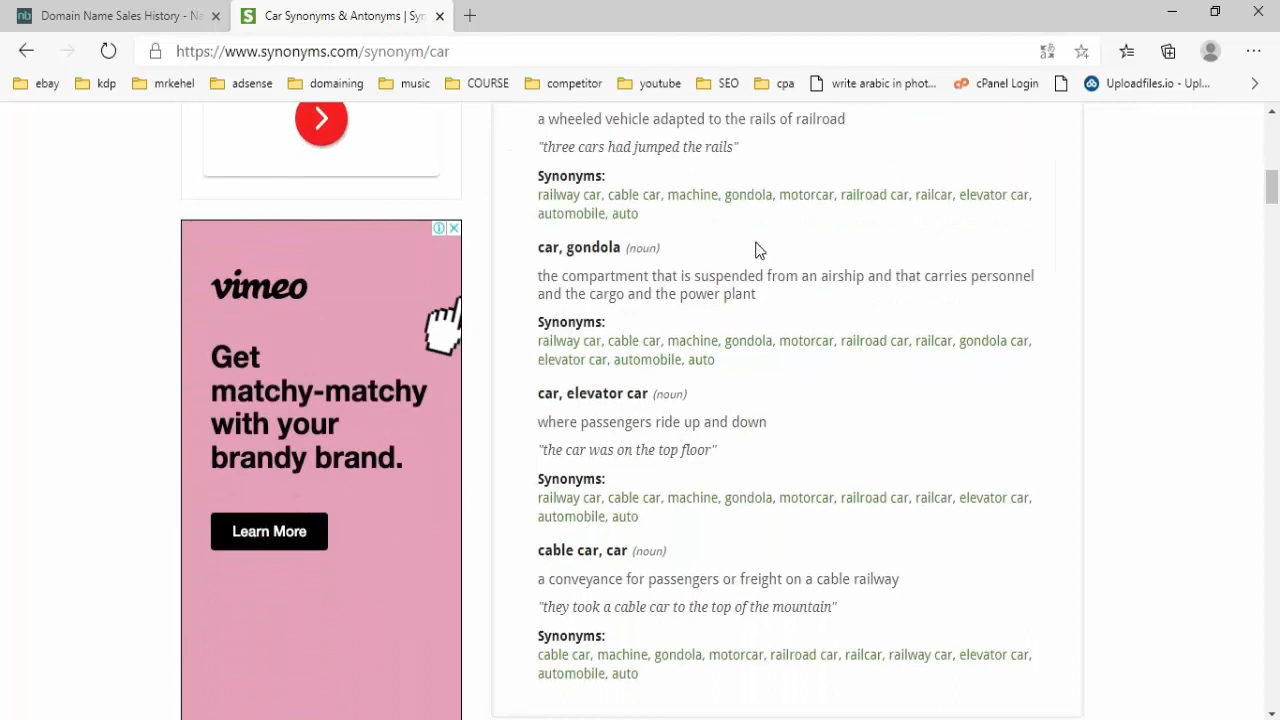 Domain Name Sales History - Na
Car Synonyms & Antonyms | Syn
https://www.synonyms.com/synonym/car
ebay
kdp
mrkehel
adsense
domaining
music
COURSE
competitor
youtube
SEO
cpa
write arabic in phot...
cPanel Login
Uploadfiles.io - Upl...
a wheeled vehicle adapted to the rails of railroad
"three cars had jumped the rails"
Synonyms:
railway car, cable car, machine, gondola, motorcar, railroad car, railcar, elevator car,
automobile, auto
car, gondola (noun)
the compartment that is suspended from an airship and that carries personnel
and the cargo and the power plant
Synonyms:
railway car, cable car, machine, gondola, motorcar, railroad car, railcar, gondola car,
elevator car, automobile, auto
car, elevator car (noun)
where passengers ride up and down
"the car was on the top floor"
Synonyms:
railway car, cable car, machine, gondola, motorcar, railroad car, railcar, elevator car,
automobile, auto
cable car, car (noun)
a conveyance for passengers or freight on a cable railway
"they took a cable car to the top of the mountain"
Synonyms:
cable car, machine, gondola, motorcar, railroad car, railcar, railway car, elevator car,
automobile, auto
vimeo
Get
matchy-matchy
with your
brandy brand.
Learn More